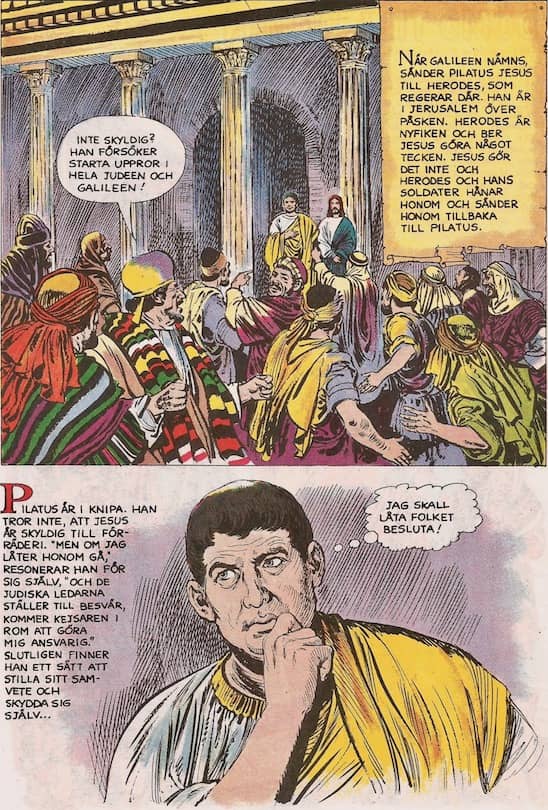 NÄR GALILEEN NÄMNS,
SÄNDER PILATUS JESUS
TILL HERODES, SOM
REGERAR DÄR. HAN ÄR
I JERUSALEM ÖVER
PÅSKEN. HERODES ÄR
NYFIKEN OCH BER
JESUS GÖRA NÅGOT
TECKEN. JESUS GÖR
DET INTE OCH
HERODES OCH HANS
SOLDATER HÅNAR
HONOM OCH SÄNDER
HONOM TILLBAKA
TILL PILATUS.
INTE SKYLDIG?
HAN FÖRSÖKER
STARTA UPPROR I
HELA JUDEEN OCH
GALILEEN!
PILATUS ÄR I KNIPA. HAN
TROR INTE, ATT JESUS
ÄR SKYLDIG TILL FÖR-
RÄDERI. "MEN OM JAG
LÅTER HONOM GÅ,"
RESONERAR HAN FÖR
SIG SJÄLV, "OCH DE
JUDISKA LEDARNA
STÄLLER TILL BESVÄR,
KOMMER KEJSAREN I
ROM ATT GÖRA
MIG ANSVARIG."
SLUTLIGEN FINNER
HAN ETT SÄTT ATT
STILLA SITT SAM-
VETE OCH
SKYDDA SIG
SJÄLV...
JAG SKALL
LÅTA FOLKET
BESLUTA!